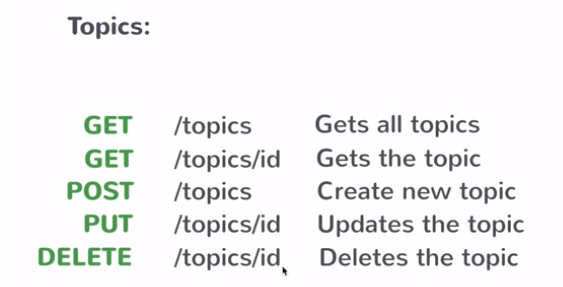 Topics:
GET /topics Gets all topics
GET /topics/id Gets the topic
POST /topics Create new topic
PUT /topics/id Updates the topic
DELETE /topics/id Deletes the topic